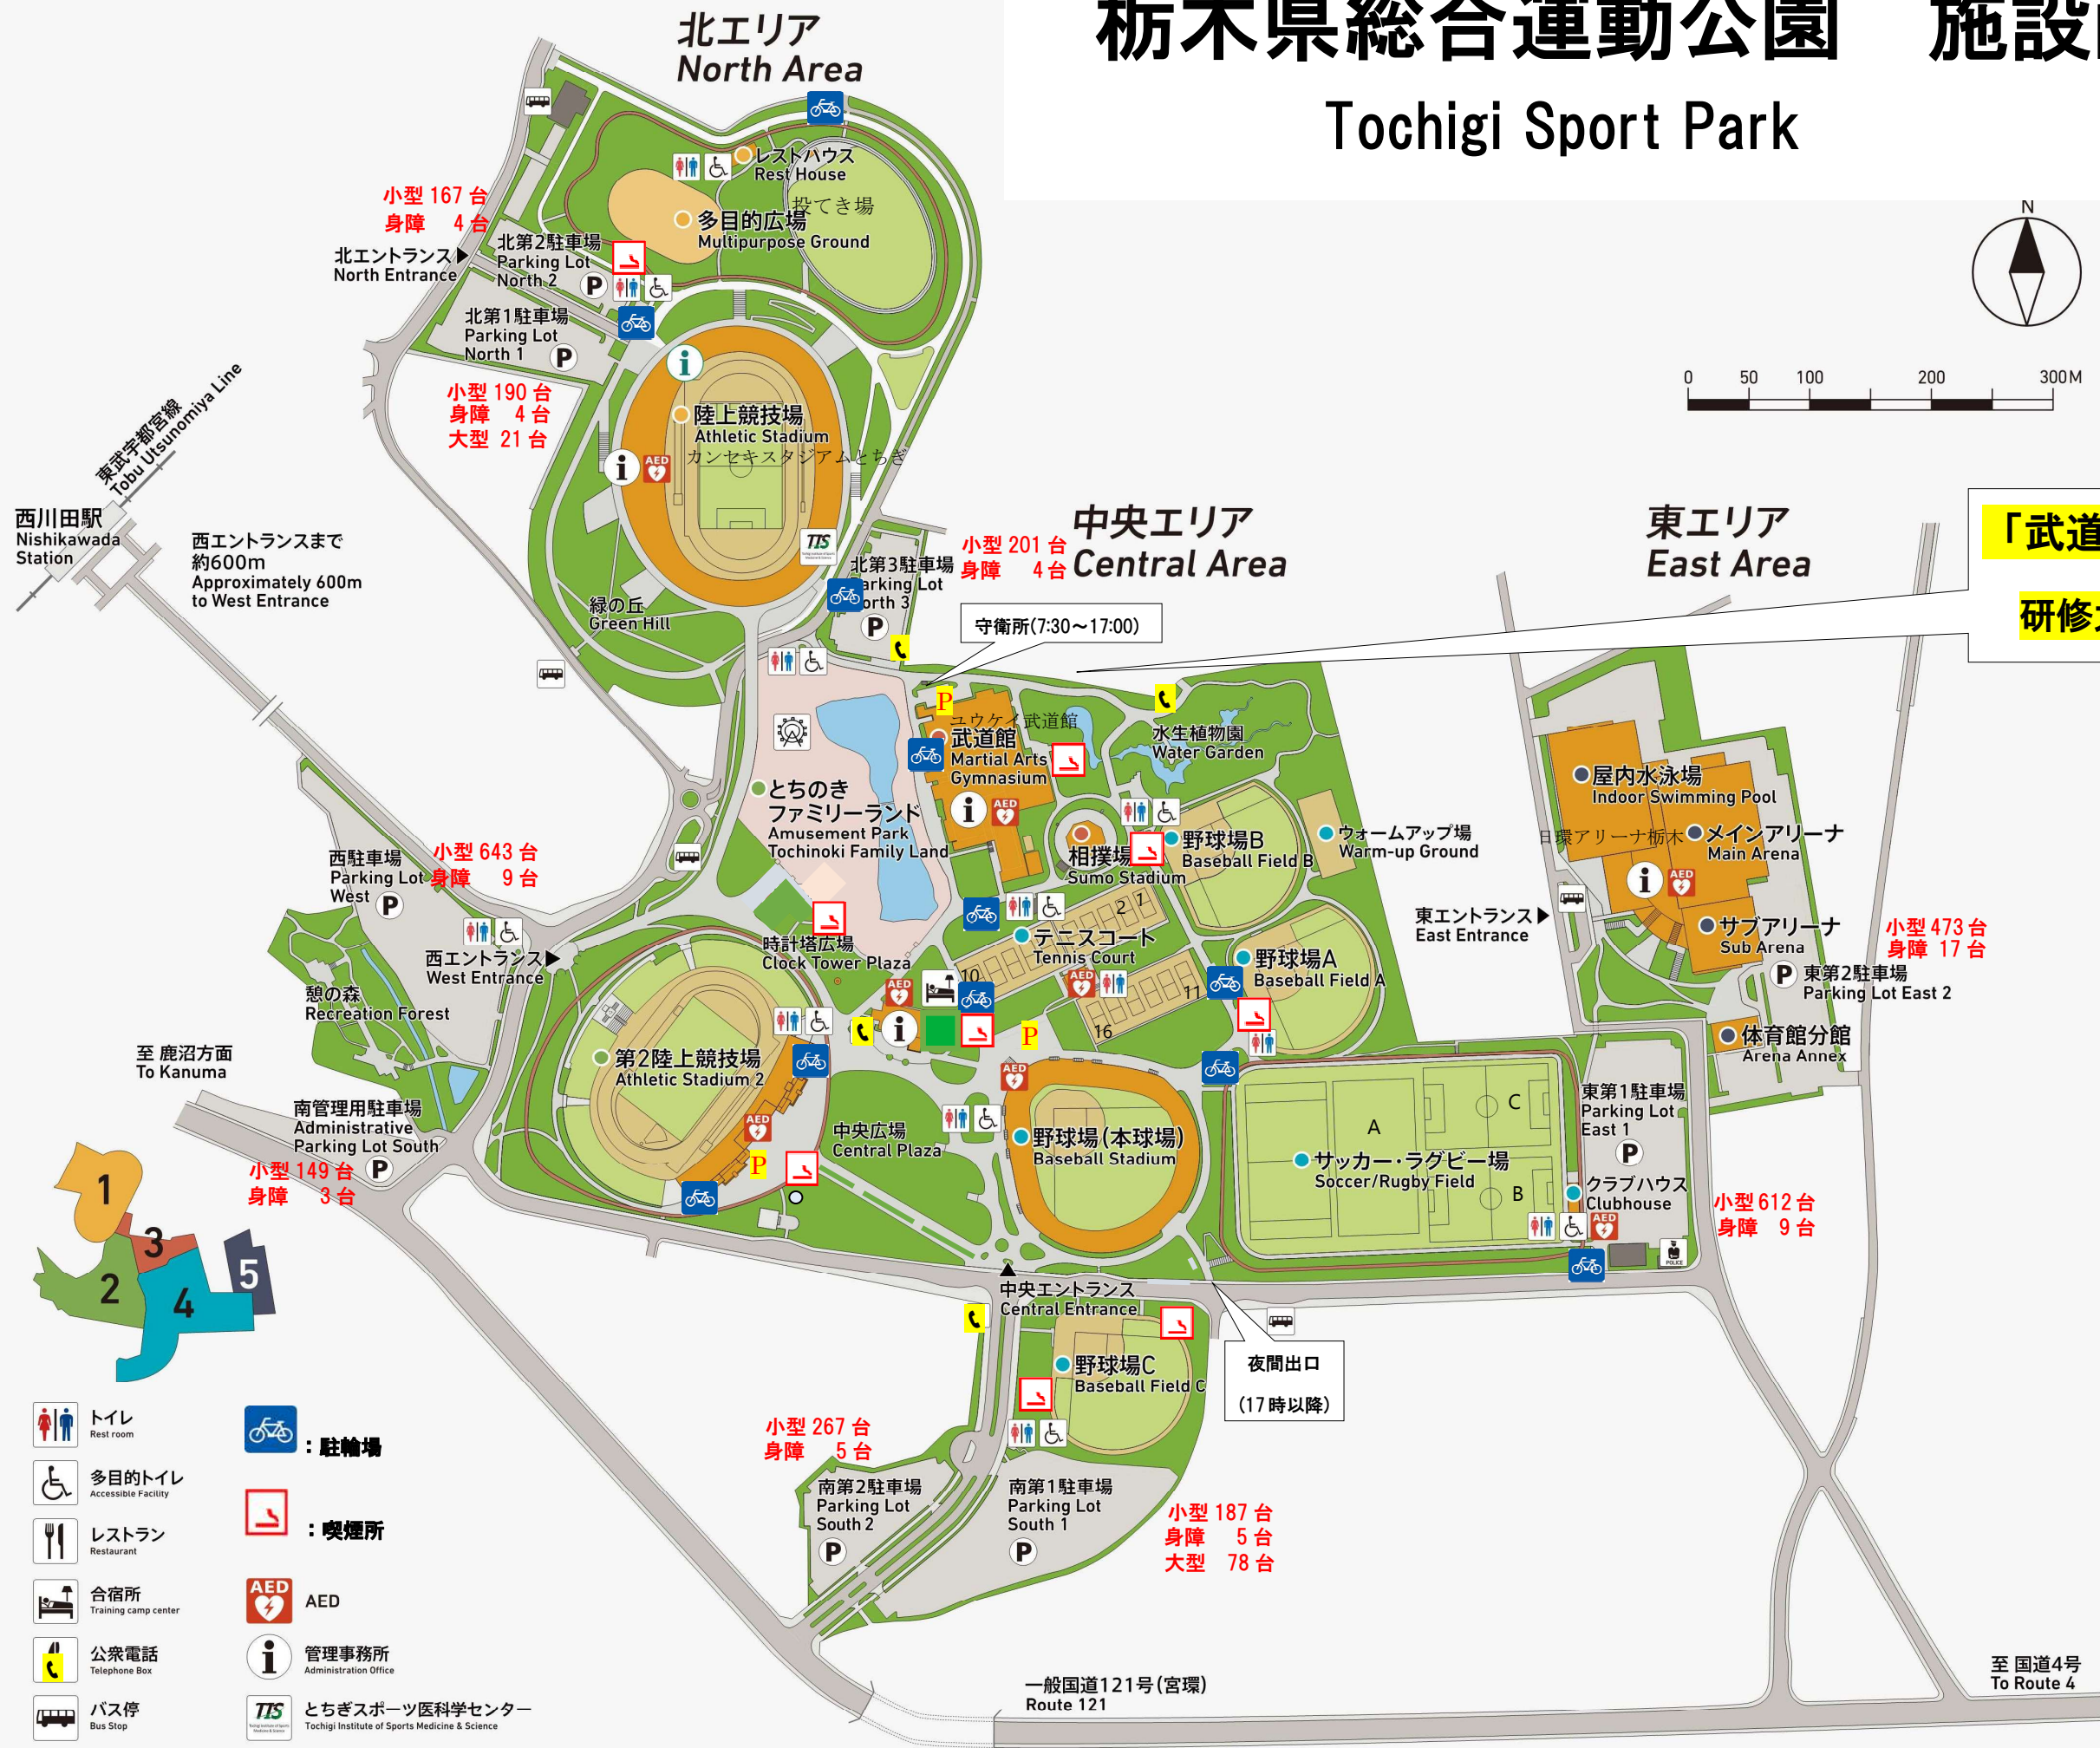 栃木県総合運動公園　施設
Tochigi Sport Park
北エリア
North Area
レストハウス
Rest House
投てき場
多目的広場
Multipurpose Ground
小型 167 台
身障 4 台
北エントランス▶
North Entrance
北第2駐車場
Parking Lot
North 2
P
北第1駐車場
Parking Lot
North 1
P
小型 190 台
身障 4 台
大型 21 台
i
陸上競技場
Athletic Stadium
カンセキスタジアムとちぎ
i
AED
TIS
N
0 50 100 200 300M
東武宇都宮線
Tobu Utsunomiya Line
西川田駅
Nishikawada
Station
西エントランスまで
約600m
Approximately 600m
to West Entrance
緑の丘
Green Hill
北第3駐車場
arking Lot
orth 3
P
小型 201 台
身障 4 台
中央エリア
Central Area
東エリア
East Area
「武道
研修
守衛所(7:30～17:00)
P
ユウケイ武道館
武道館
Martial Arts
Gymnasium
i
AED
水生植物園
Water Garden
とちのき
ファミリーランド
Amusement Park
Tochinoki Family Land
相撲場
Sumo Stadium
野球場B
Baseball Field B
ウォームアップ場
Warm-up Ground
屋内水泳場
Indoor Swimming Pool
日環アリーナ栃木
メインアリーナ
Main Arena
i
AED
サブアリーナ
Sub Arena
小型 473 台
身障 17 台
P
東第2駐車場
Parking Lot East 2
体育館分館
Arena Annex
東エントランス▶
East Entrance
西駐車場
Parking Lot
West
P
小型 643 台
身障 9 台
西エントランス▶
West Entrance
憩の森
Recreation Forest
時計塔広場
Clock Tower Plaza
2 1
テニスコート
Tennis Court
10
AED
11
16
野球場A
Baseball Field A
AED
i
P
至 鹿沼方面
To Kanuma
第2陸上競技場
Athletic Stadium 2
AED
P
南管理用駐車場
Administrative
Parking Lot South
P
小型 149 台
身障 3 台
中央広場
Central Plaza
AED
野球場(本球場)
Baseball Stadium
A
C
B
サッカー・ラグビー場
Soccer/Rugby Field
東第1駐車場
Parking Lot
East 1
P
クラブハウス
Clubhouse
AED
POLICE
小型 612 台
身障 9 台
▲
中央エントランス
Central Entrance
夜間出口
(17時以降)
野球場C
Baseball Field C
小型 267 台
身障 5 台
南第2駐車場
Parking Lot
South 2
P
南第1駐車場
Parking Lot
South 1
P
小型 187 台
身障 5 台
大型 78 台
一般国道121号(宮環)
Route 121
至 国道4号
To Route 4
1
2
3
4
5
トイレ
Rest room
多目的トイレ
Accessible Facility
レストラン
Restaurant
合宿所
Training camp center
公衆電話
Telephone Box
バス停
Bus Stop
：駐輪場
：喫煙所
AED
AED
i
管理事務所
Administration Office
TIS
とちぎスポーツ医科学センター
Tochigi Institute of Sports Medicine & Science